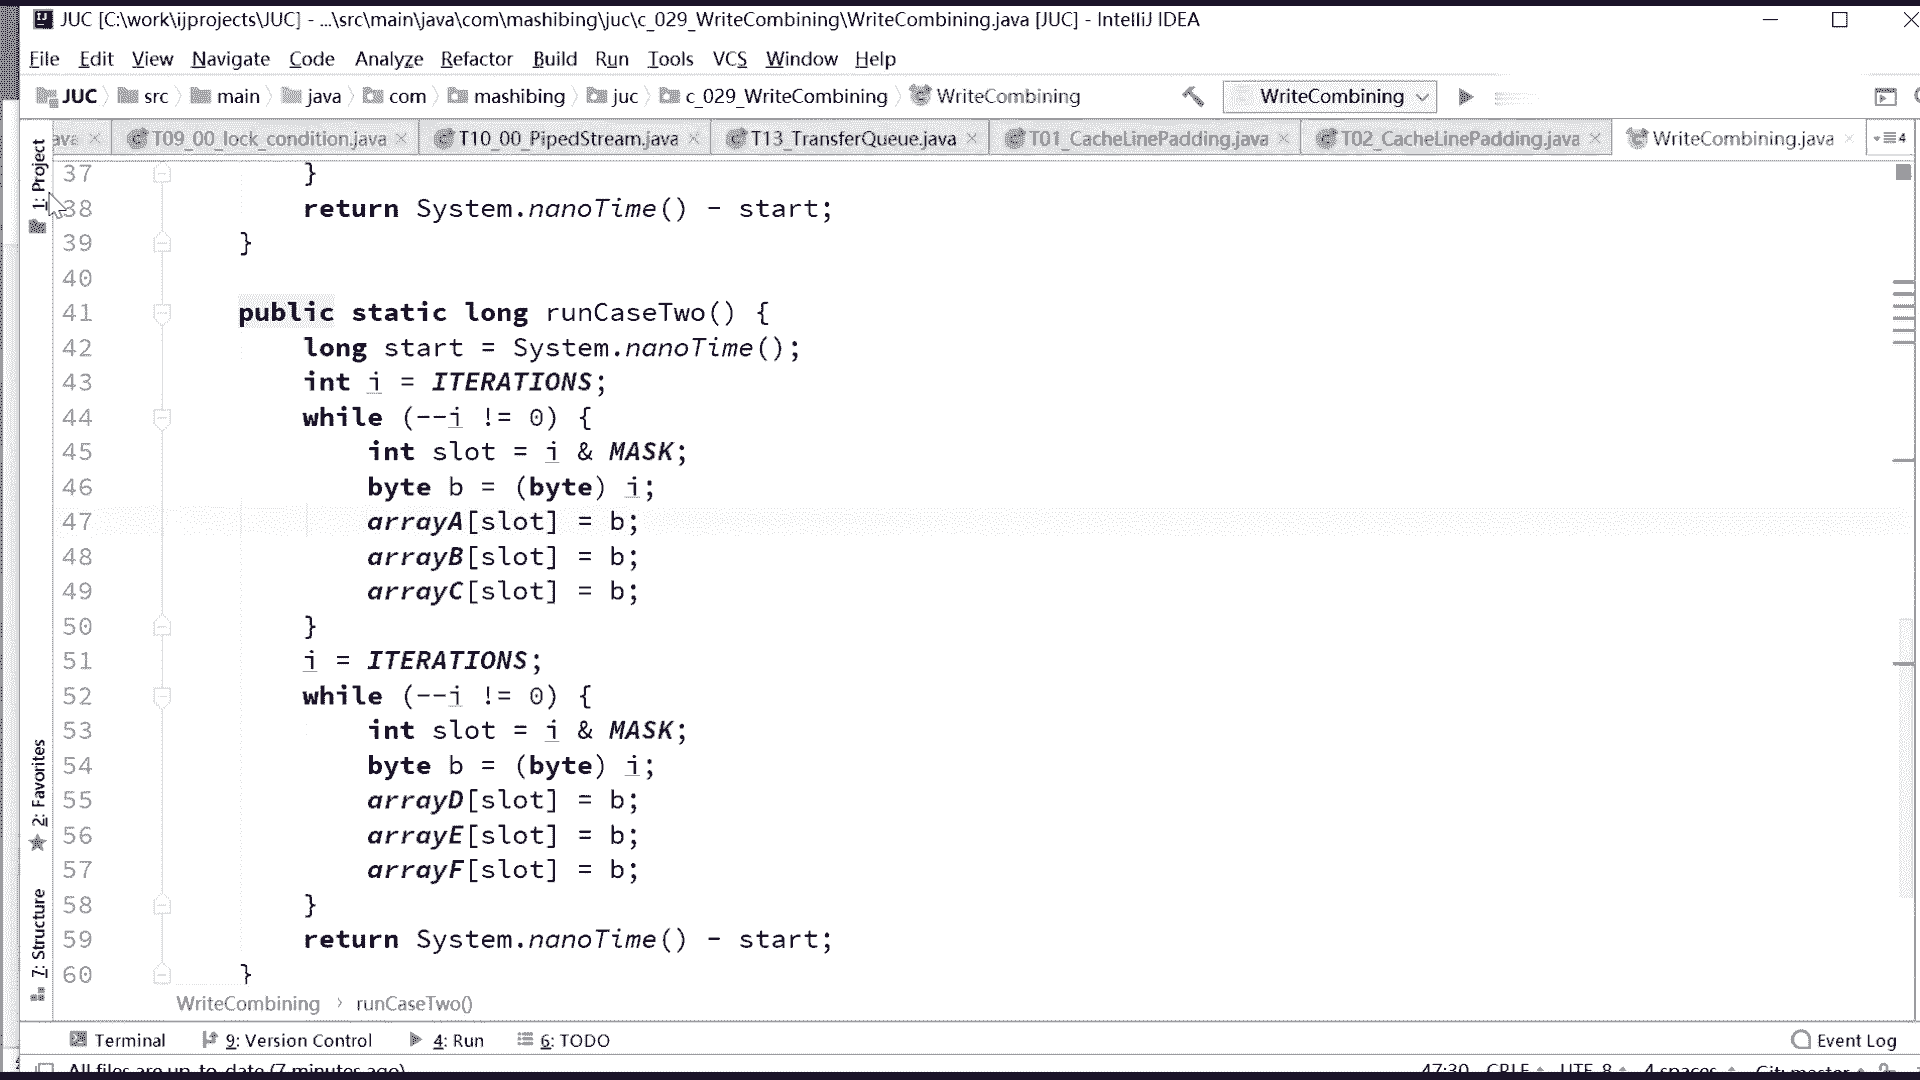 JUC [C:\work\ijprojects\JUC] - ...\src\main\java\com\mashibing\juc\c_029_WriteCombining\WriteCombining.java [JUC] - IntelliJ IDEA
File Edit View Navigate Code Analyze Refactor Build Run Tools VCS Window Help
JUC src main java com mashibing juc c_029_WriteCombining WriteCombining WriteCombining
ava T09_00_lock_condition.java T10_00_PipedStream.java T13_TransferQueue.java T01_CacheLinePadding.java T02_CacheLinePadding.java WriteCombining.java 4
1: Project
2: Favorites
7: Structure
37 }
38 return System.nanoTime() - start;
39 }
40
41 public static long runCaseTwo() {
42 long start = System.nanoTime();
43 int i = ITERATIONS;
44 while (--i != 0) {
45 int slot = i & MASK;
46 byte b = (byte) i;
47 arrayA[slot] = b;
48 arrayB[slot] = b;
49 arrayC[slot] = b;
50 }
51 i = ITERATIONS;
52 while (--i != 0) {
53 int slot = i & MASK;
54 byte b = (byte) i;
55 arrayD[slot] = b;
56 arrayE[slot] = b;
57 arrayF[slot] = b;
58 }
59 return System.nanoTime() - start;
60 }
WriteCombining › runCaseTwo()
Terminal 9: Version Control 4: Run 6: TODO Event Log
All files are up-to-date (7 minutes ago) 47:30 CRLF UTF-8 4 spaces Git: master